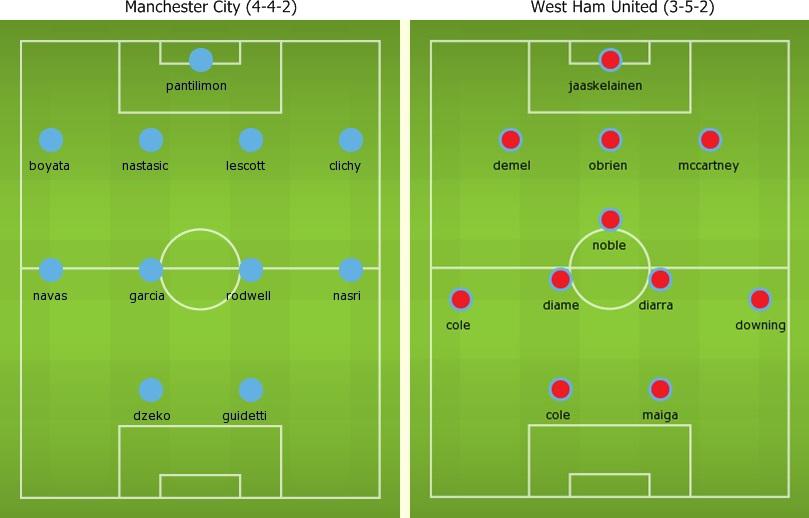 Manchester City (4-4-2)
pantilimon
boyata nastasic lescott clichy
navas garcia rodwell nasri
dzeko guidetti
West Ham United (3-5-2)
jaaskelainen
demel obrien mccartney
noble
diame diarra
cole downing
cole maiga